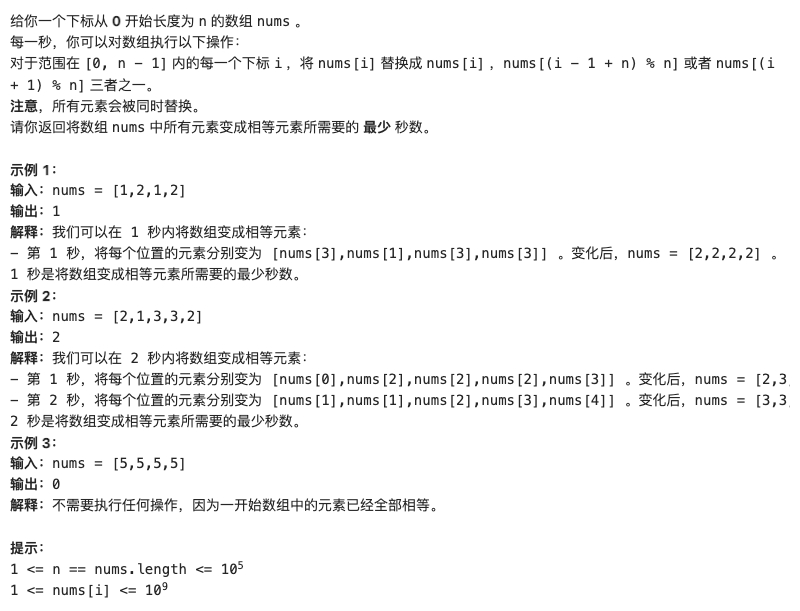 给你一个下标从 0 开始长度为 n 的数组 nums 。
每一秒，你可以对数组执行以下操作：
对于范围在 [0, n - 1] 内的每一个下标 i ，将 nums[i] 替换成 nums[i] ，nums[(i - 1 + n) % n] 或者 nums[(i
+ 1) % n] 三者之一。
注意，所有元素会被同时替换。
请你返回将数组 nums 中所有元素变成相等元素所需要的 最少 秒数。
示例 1：
输入：nums = [1,2,1,2]
输出：1
解释：我们可以在 1 秒内将数组变成相等元素：
- 第 1 秒，将每个位置的元素分别变为 [nums[3],nums[1],nums[3],nums[3]] 。变化后，nums = [2,2,2,2] 。
1 秒是将数组变成相等元素所需要的最少秒数。
示例 2：
输入：nums = [2,1,3,3,2]
输出：2
解释：我们可以在 2 秒内将数组变成相等元素：
- 第 1 秒，将每个位置的元素分别变为 [nums[0],nums[2],nums[2],nums[2],nums[3]] 。变化后，nums = [2,3,
- 第 2 秒，将每个位置的元素分别变为 [nums[1],nums[1],nums[2],nums[3],nums[4]] 。变化后，nums = [3,3,
2 秒是将数组变成相等元素所需要的最少秒数。
示例 3：
输入：nums = [5,5,5,5]
输出：0
解释：不需要执行任何操作，因为一开始数组中的元素已经全部相等。
提示：
1 <= n == nums.length <= 10⁵
1 <= nums[i] <= 10⁹